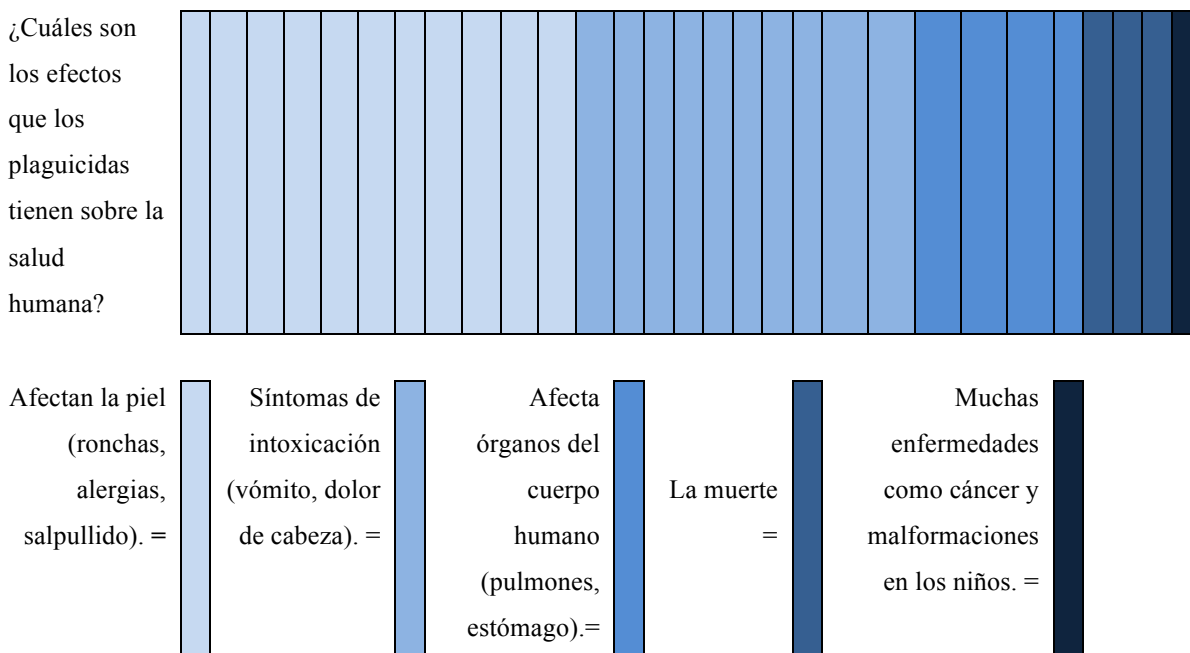 ¿Cuáles son
los efectos
que los
plaguicidas
tienen sobre la
salud
humana?
Afectan la piel
(ronchas,
alergias,
salpullido). =
Síntomas de
intoxicación
(vómito, dolor
de cabeza). =
Afecta
órganos del
cuerpo
humano
(pulmones,
estómago).=
La muerte
=
Muchas
enfermedades
como cáncer y
malformaciones
en los niños. =